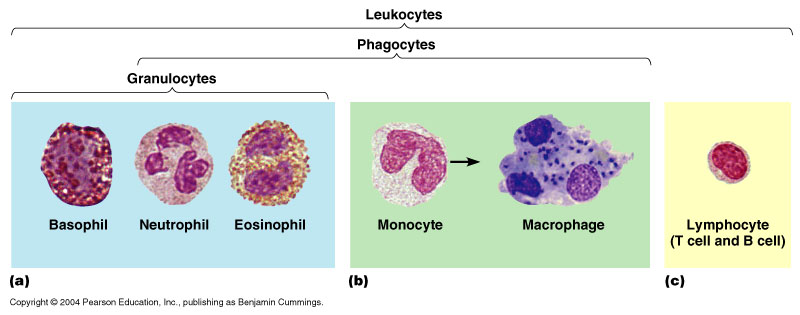 Leukocytes
Phagocytes
Granulocytes
Basophil
Neutrophil
Eosinophil
Monocyte
Macrophage
Lymphocyte
(T cell and B cell)
(a)
(b)
(c)
Copyright © 2004 Pearson Education, Inc., publishing as Benjamin Cummings.